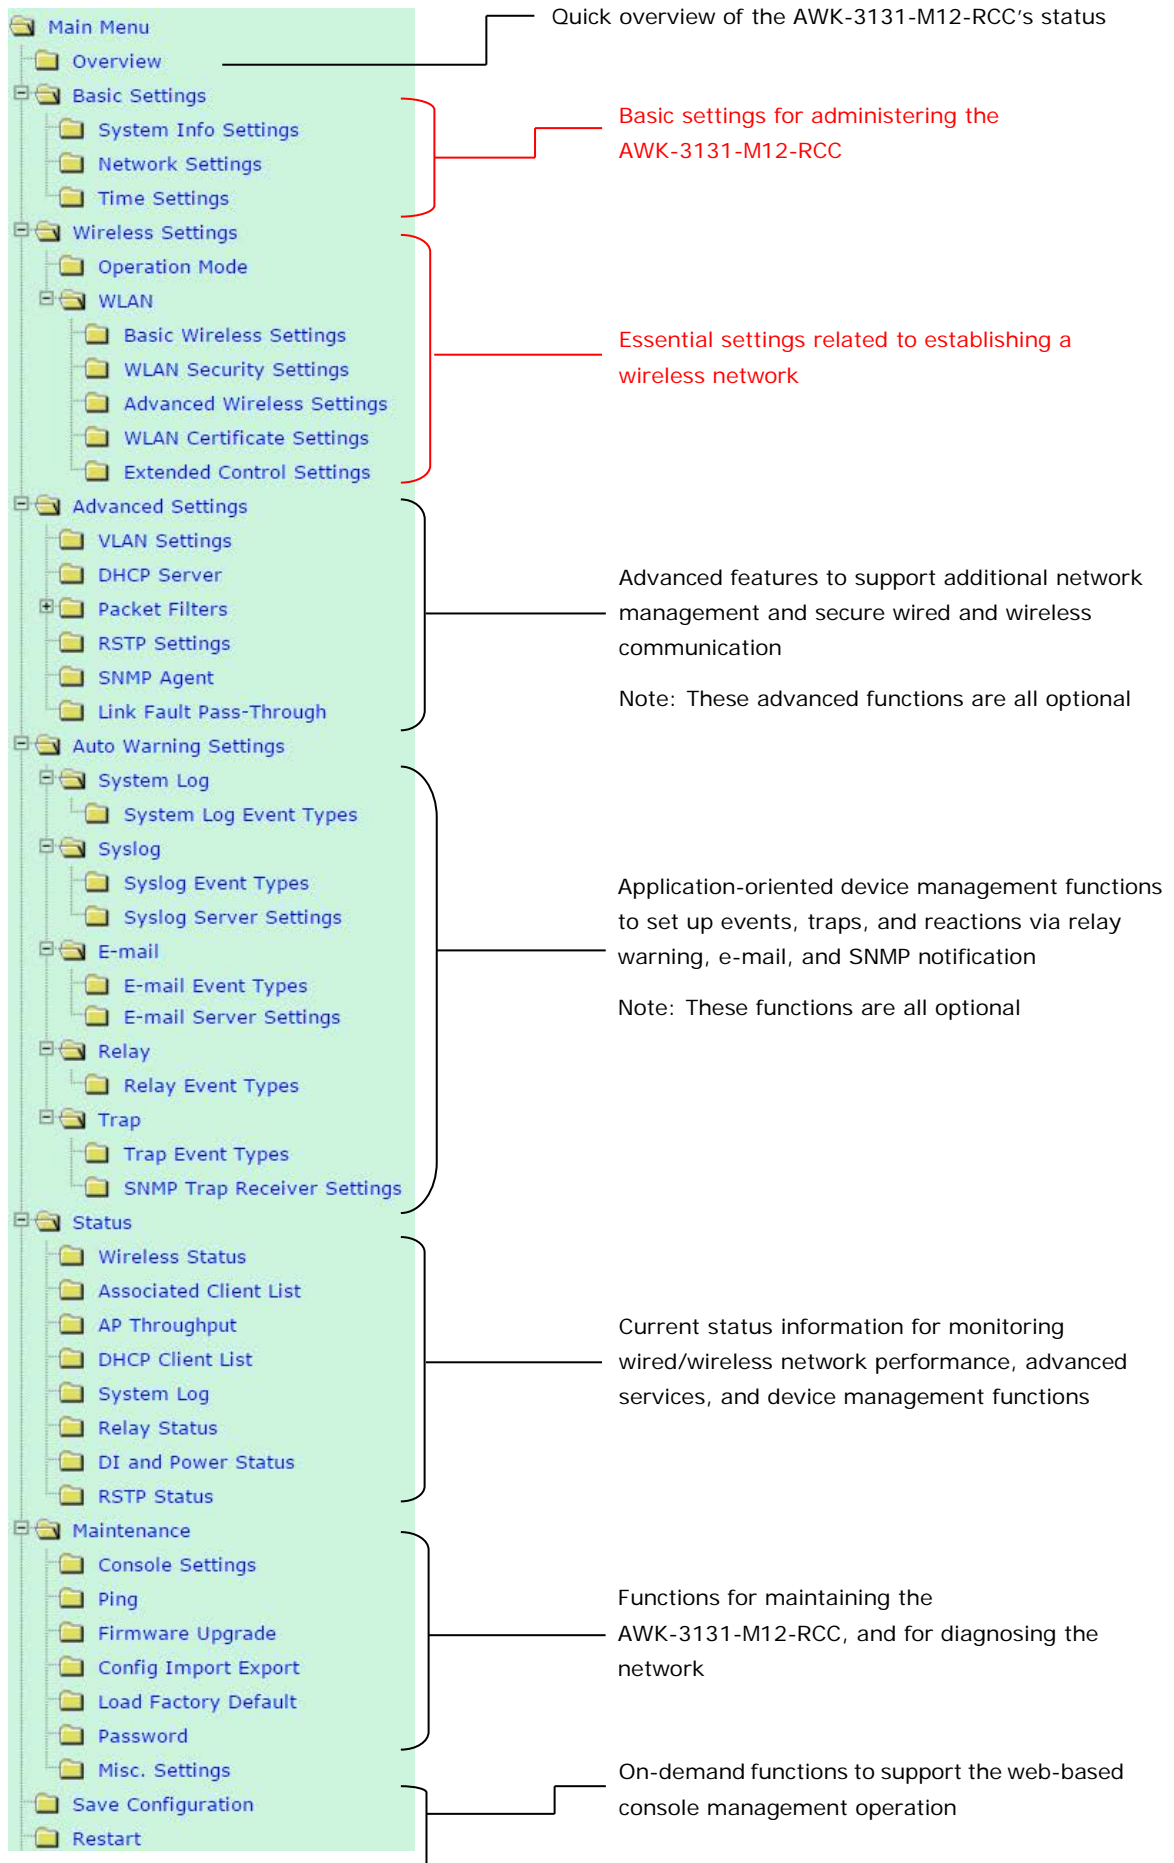 Main Menu
Overview
Basic Settings
System Info Settings
Network Settings
Time Settings
Wireless Settings
Operation Mode
WLAN
Basic Wireless Settings
WLAN Security Settings
Advanced Wireless Settings
WLAN Certificate Settings
Extended Control Settings
Advanced Settings
VLAN Settings
DHCP Server
Packet Filters
RSTP Settings
SNMP Agent
Link Fault Pass-Through
Auto Warning Settings
System Log
System Log Event Types
Syslog
Syslog Event Types
Syslog Server Settings
E-mail
E-mail Event Types
E-mail Server Settings
Relay
Relay Event Types
Trap
Trap Event Types
SNMP Trap Receiver Settings
Status
Wireless Status
Associated Client List
AP Throughput
DHCP Client List
System Log
Relay Status
DI and Power Status
RSTP Status
Maintenance
Console Settings
Ping
Firmware Upgrade
Config Import Export
Load Factory Default
Password
Misc. Settings
Save Configuration
Restart
Quick overview of the AWK-3131-M12-RCC's status
Basic settings for administering the
AWK-3131-M12-RCC
Essential settings related to establishing a
wireless network
Advanced features to support additional network
management and secure wired and wireless
communication
Note: These advanced functions are all optional
Application-oriented device management functions
to set up events, traps, and reactions via relay
warning, e-mail, and SNMP notification
Note: These functions are all optional
Current status information for monitoring
wired/wireless network performance, advanced
services, and device management functions
Functions for maintaining the
AWK-3131-M12-RCC, and for diagnosing the
network
On-demand functions to support the web-based
console management operation